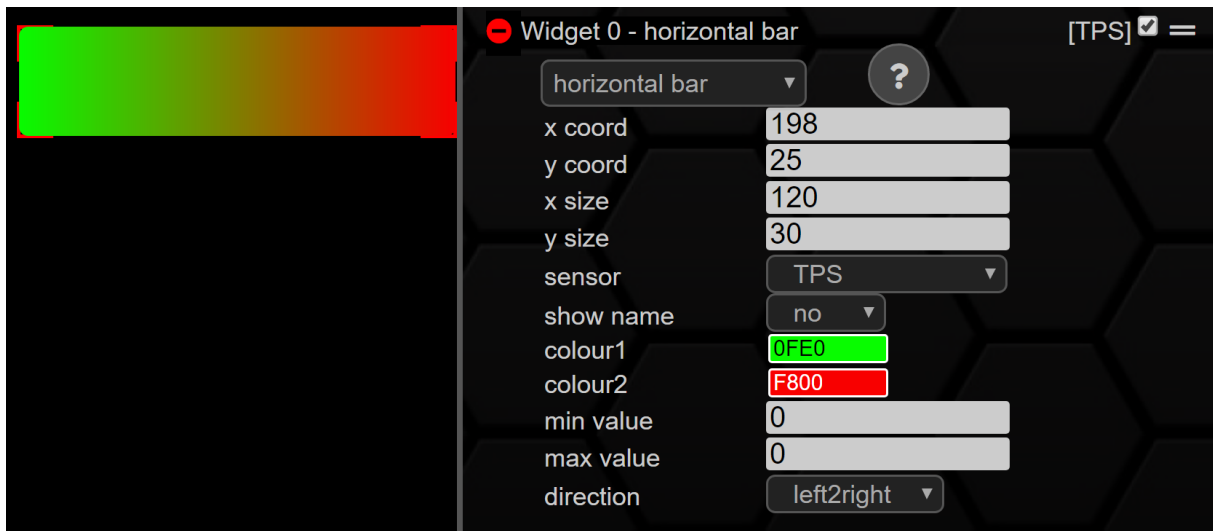 Widget 0 - horizontal bar [TPS]
horizontal bar ?
x coord 198
y coord 25
x size 120
y size 30
sensor TPS
show name no
colour1 0FE0
colour2 F800
min value 0
max value 0
direction left2right